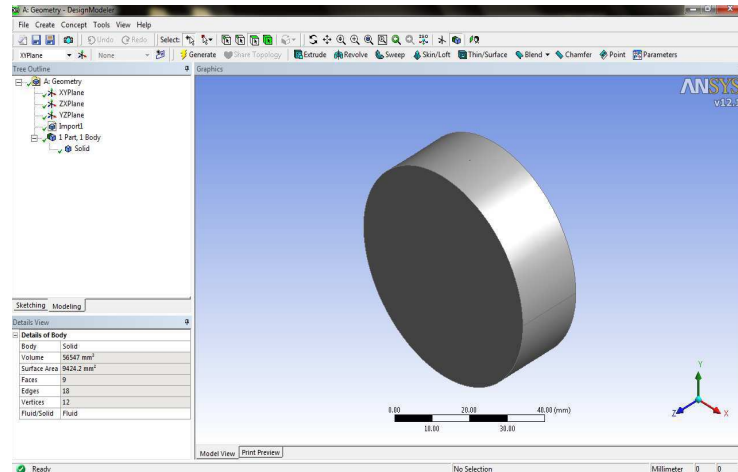 A: Geometry - DesignModeler
File Create Concept Tools View Help
Undo Redo Select:
XYPlane None Generate Share Topology Extrude Revolve Sweep Skin/Loft Thin/Surface Blend Chamfer Point Parameters
Tree Outline
Graphics
A: Geometry
XYPlane
ZXPlane
YZPlane
Import1
1 Part, 1 Body
Solid
ANSYS
v12.
Sketching Modeling
Details View
Details of Body
Body Solid
Volume 56547 mm³
Surface Area 9424.2 mm²
Faces 9
Edges 18
Vertices 12
Fluid/Solid Fluid
0.00 20.00 40.00 (mm)
10.00 30.00
Y
Z X
Model View Print Preview
Ready No Selection Millimeter 0 0